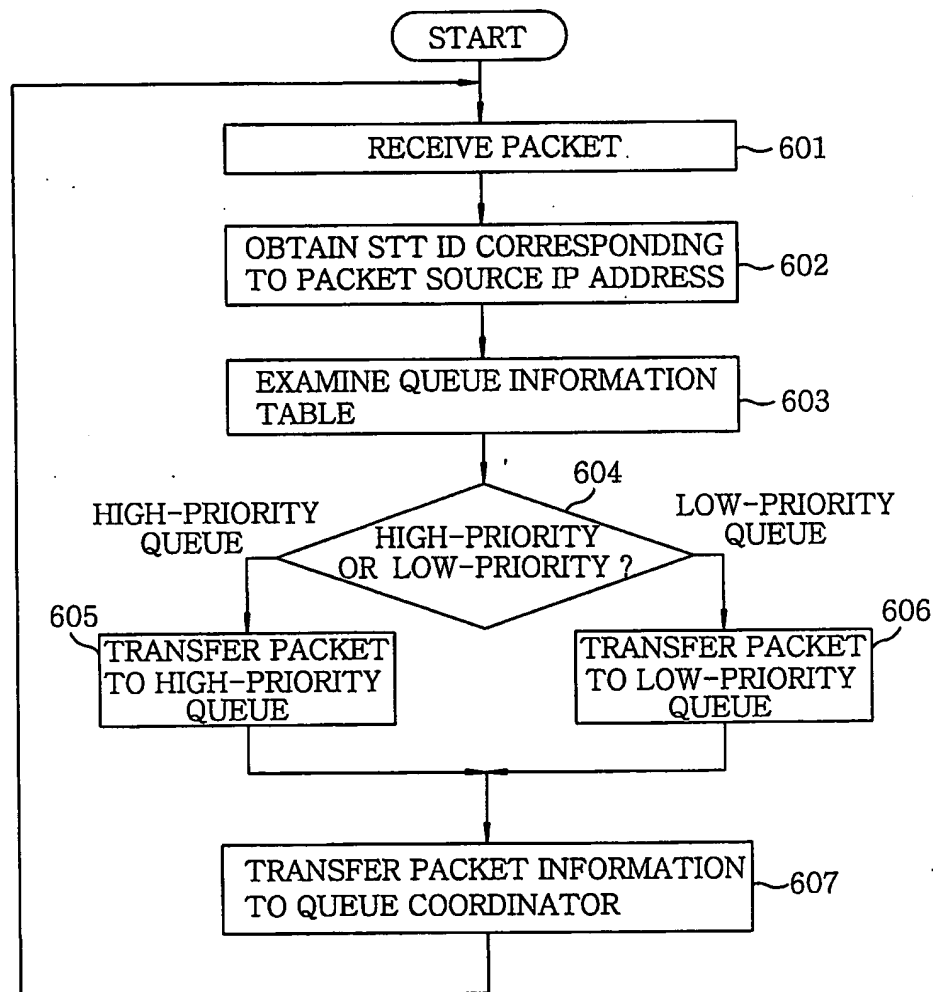 START
RECEIVE PACKET.
601
OBTAIN STT ID CORRESPONDING
TO PACKET SOURCE IP ADDRESS
602
EXAMINE QUEUE INFORMATION
TABLE
603
604
HIGH-PRIORITY
QUEUE
HIGH-PRIORITY
OR LOW-PRIORITY ?
LOW-PRIORITY
QUEUE
605
TRANSFER PACKET
TO HIGH-PRIORITY
QUEUE
606
TRANSFER PACKET
TO LOW-PRIORITY
QUEUE
TRANSFER PACKET INFORMATION
TO QUEUE COORDINATOR
607